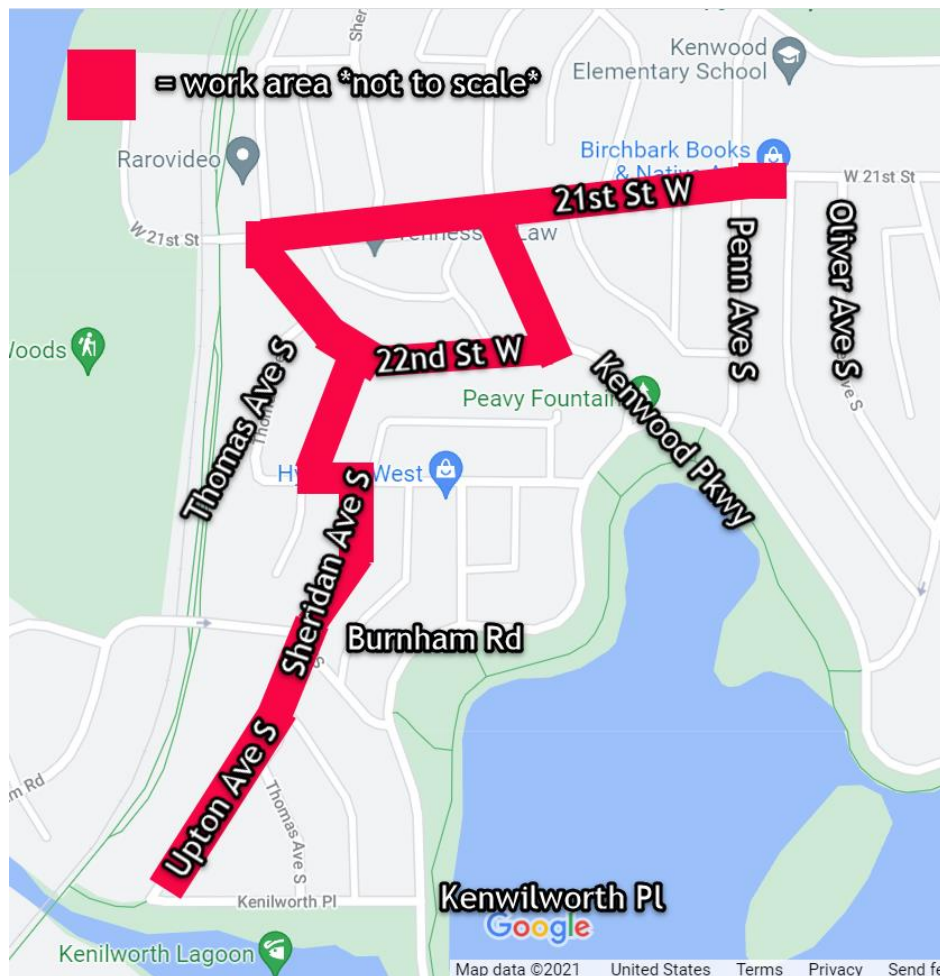 Kenwood
Elementary School
= work area *not to scale*
Rarovideo
Birchbark Books
W 21st St
21st St W
W 21st St
Law
Penn Ave S
Oliver Ave S
Woods
22nd St W
Thomas Ave S
Peavy Fountain
Kenwood Pkwy
West
Sheridan Ave S
Burnham Rd
Upton Ave S
Thomas Ave S
Kenilworth Pl
Kenwilworth Pl
Google
Kenilworth Lagoon
Map data ©2021 United States Terms Privacy